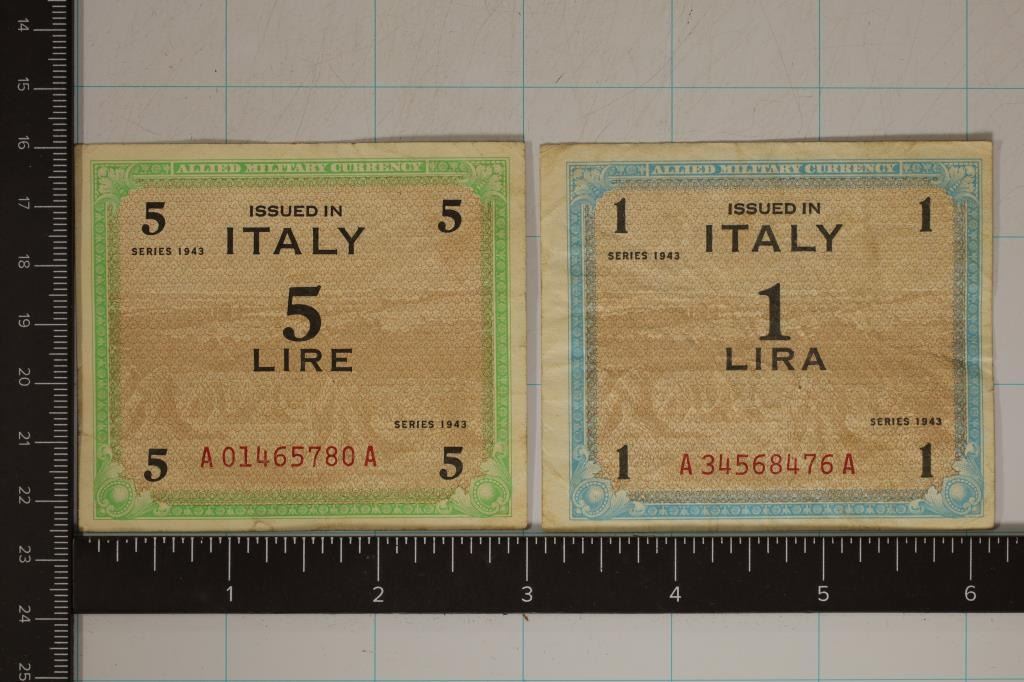 ALLIED MILITARY CURRENCY
5 ISSUED IN 5
ITALY
SERIES 1943
5
LIRE
SERIES 1943
5 A 01465780 A 5
ALLIED MILITARY CURRENCY
1 ISSUED IN 1
ITALY
SERIES 1943
1
LIRA
SERIES 1943
1 A 34568476 A 1
14
15
16
17
18
19
20
21
22
23
24
25
1 2 3 4 5 6